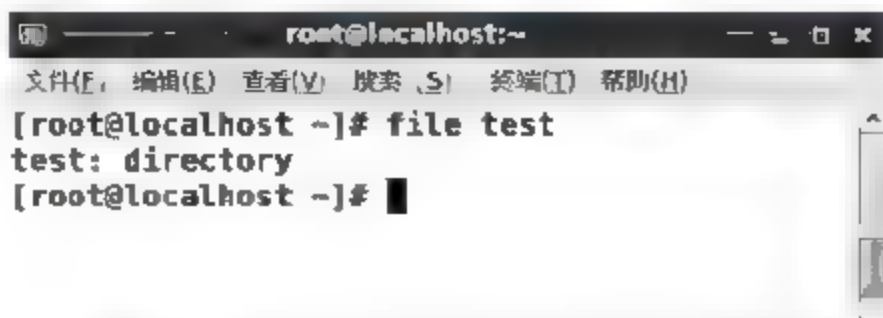 root@localhost:~
文件(F) 编辑(E) 查看(V) 搜索(S) 终端(T) 帮助(H)
[root@localhost ~]# file test
test: directory
[root@localhost ~]#